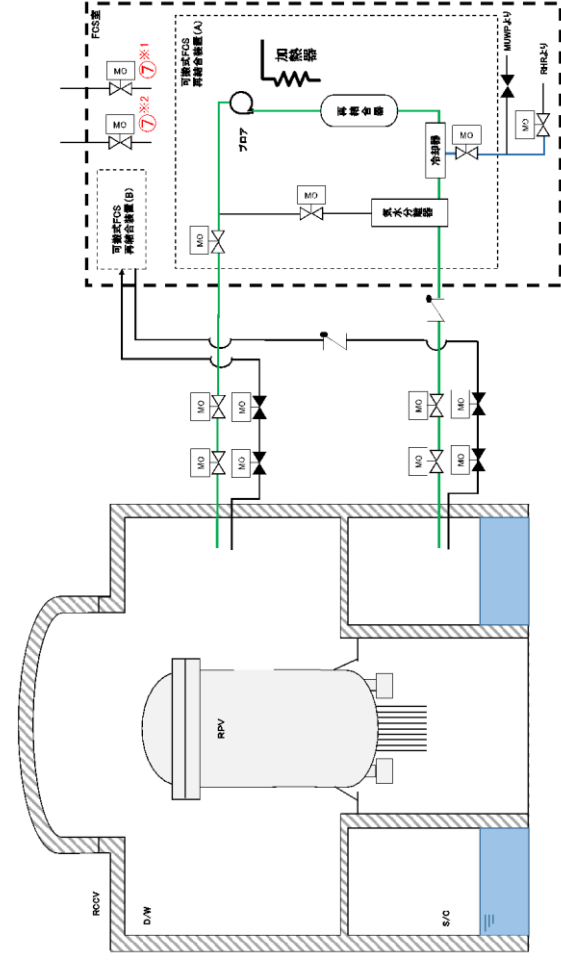 FCS室
MO
⑦※1
MO
⑦※2
可搬式FCS
再結合装置(B)
可搬式FCS
再結合装置(A)
加熱器
ブロア
再結合器
冷却器
気水分離器
MO
MO
MO
MO
MUWPより
RHRより
MO
MO
MO
MO
MO
MO
MO
MO
RCCV
D/W
RPV
S/C